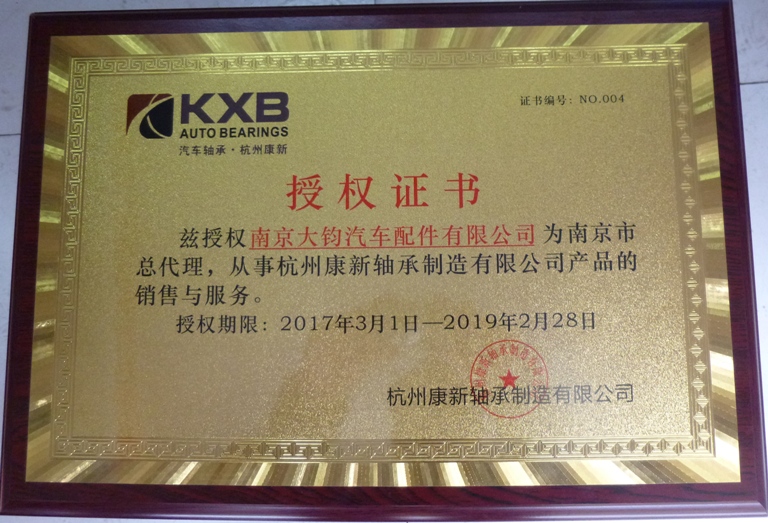 KXB
AUTO BEARINGS
汽车轴承·杭州康新
证书编号：NO.004
授权证书
兹授权南京大钧汽车配件有限公司为南京市
总代理，从事杭州康新轴承制造有限公司产品的
销售与服务。
授权期限：2017年3月1日—2019年2月28日
杭州康新轴承制造有限公司